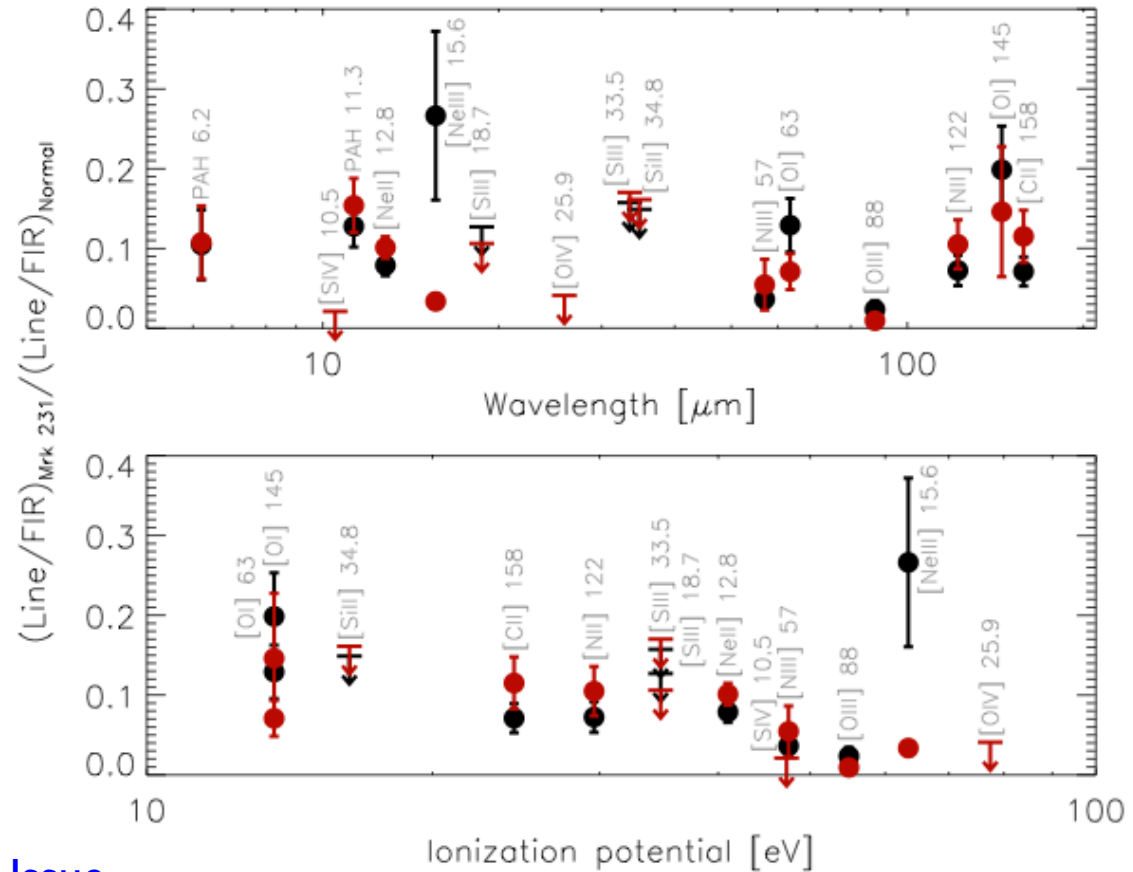 (Line/FIR)Mrk 231/(Line/FIR)Normal
0.4
0.3
0.2
0.1
0.0
PAH 6.2
[SIV] 10.5
PAH 11.3
[NeII] 12.8
[NeIII] 15.6
[SIII] 18.7
[OIV] 25.9
[SIII] 33.5
[SiII] 34.8
[NIII] 57
[OI] 63
[OIII] 88
[NII] 122
[OI] 145
[CII] 158
10
100
Wavelength [μm]
0.4
0.3
0.2
0.1
0.0
[OI] 63
[OI] 145
[SiII] 34.8
[CII] 158
[NII] 122
[SIII] 33.5
[SIII] 18.7
[NeII] 12.8
[SIV] 10.5
[NIII] 57
[OIII] 88
[NeIII] 15.6
[OIV] 25.9
10
100
Ionization potential [eV]
Issue